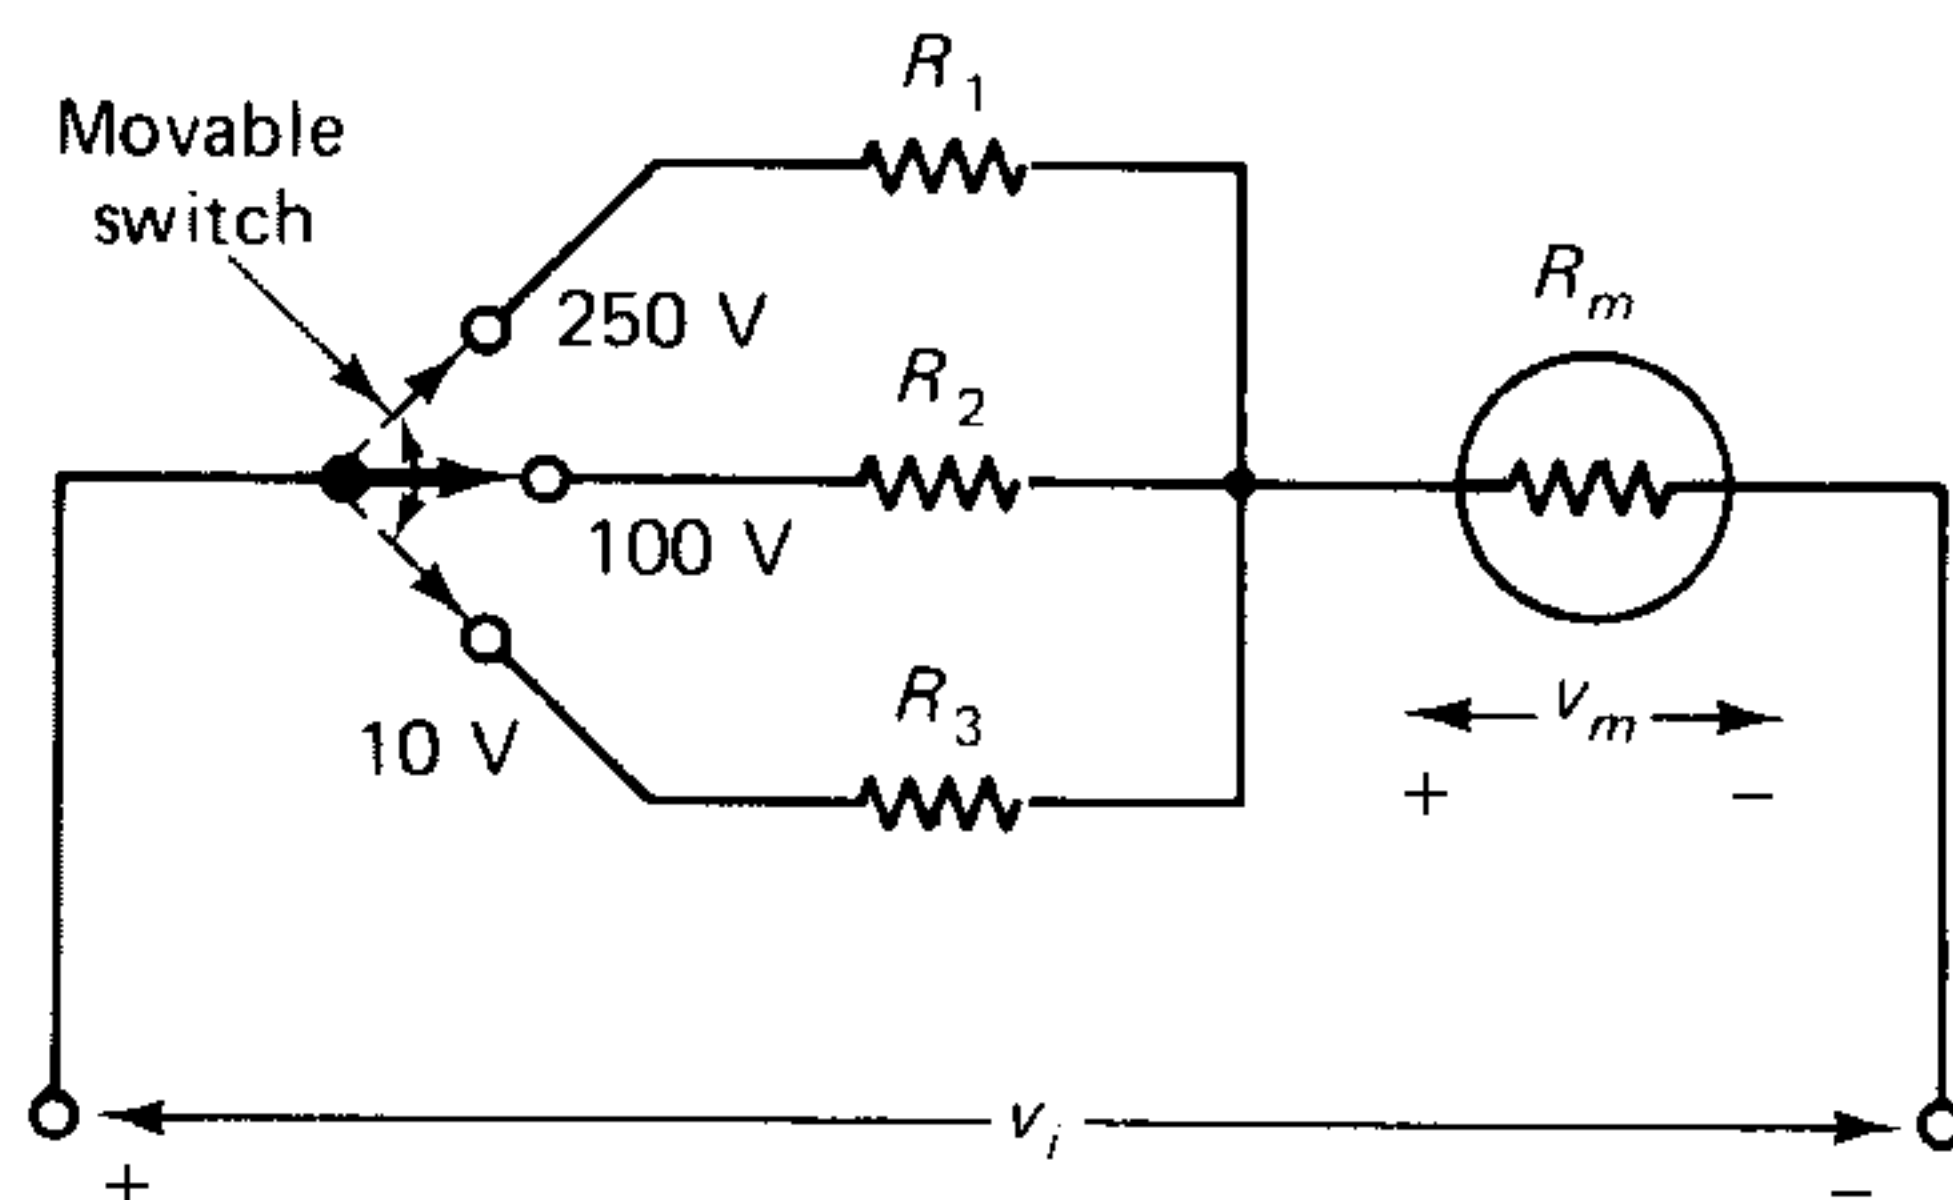 R1
Movable
switch
250 V
Rm
R2
100 V
R3
10 V
vm
+ −
vi
+ −